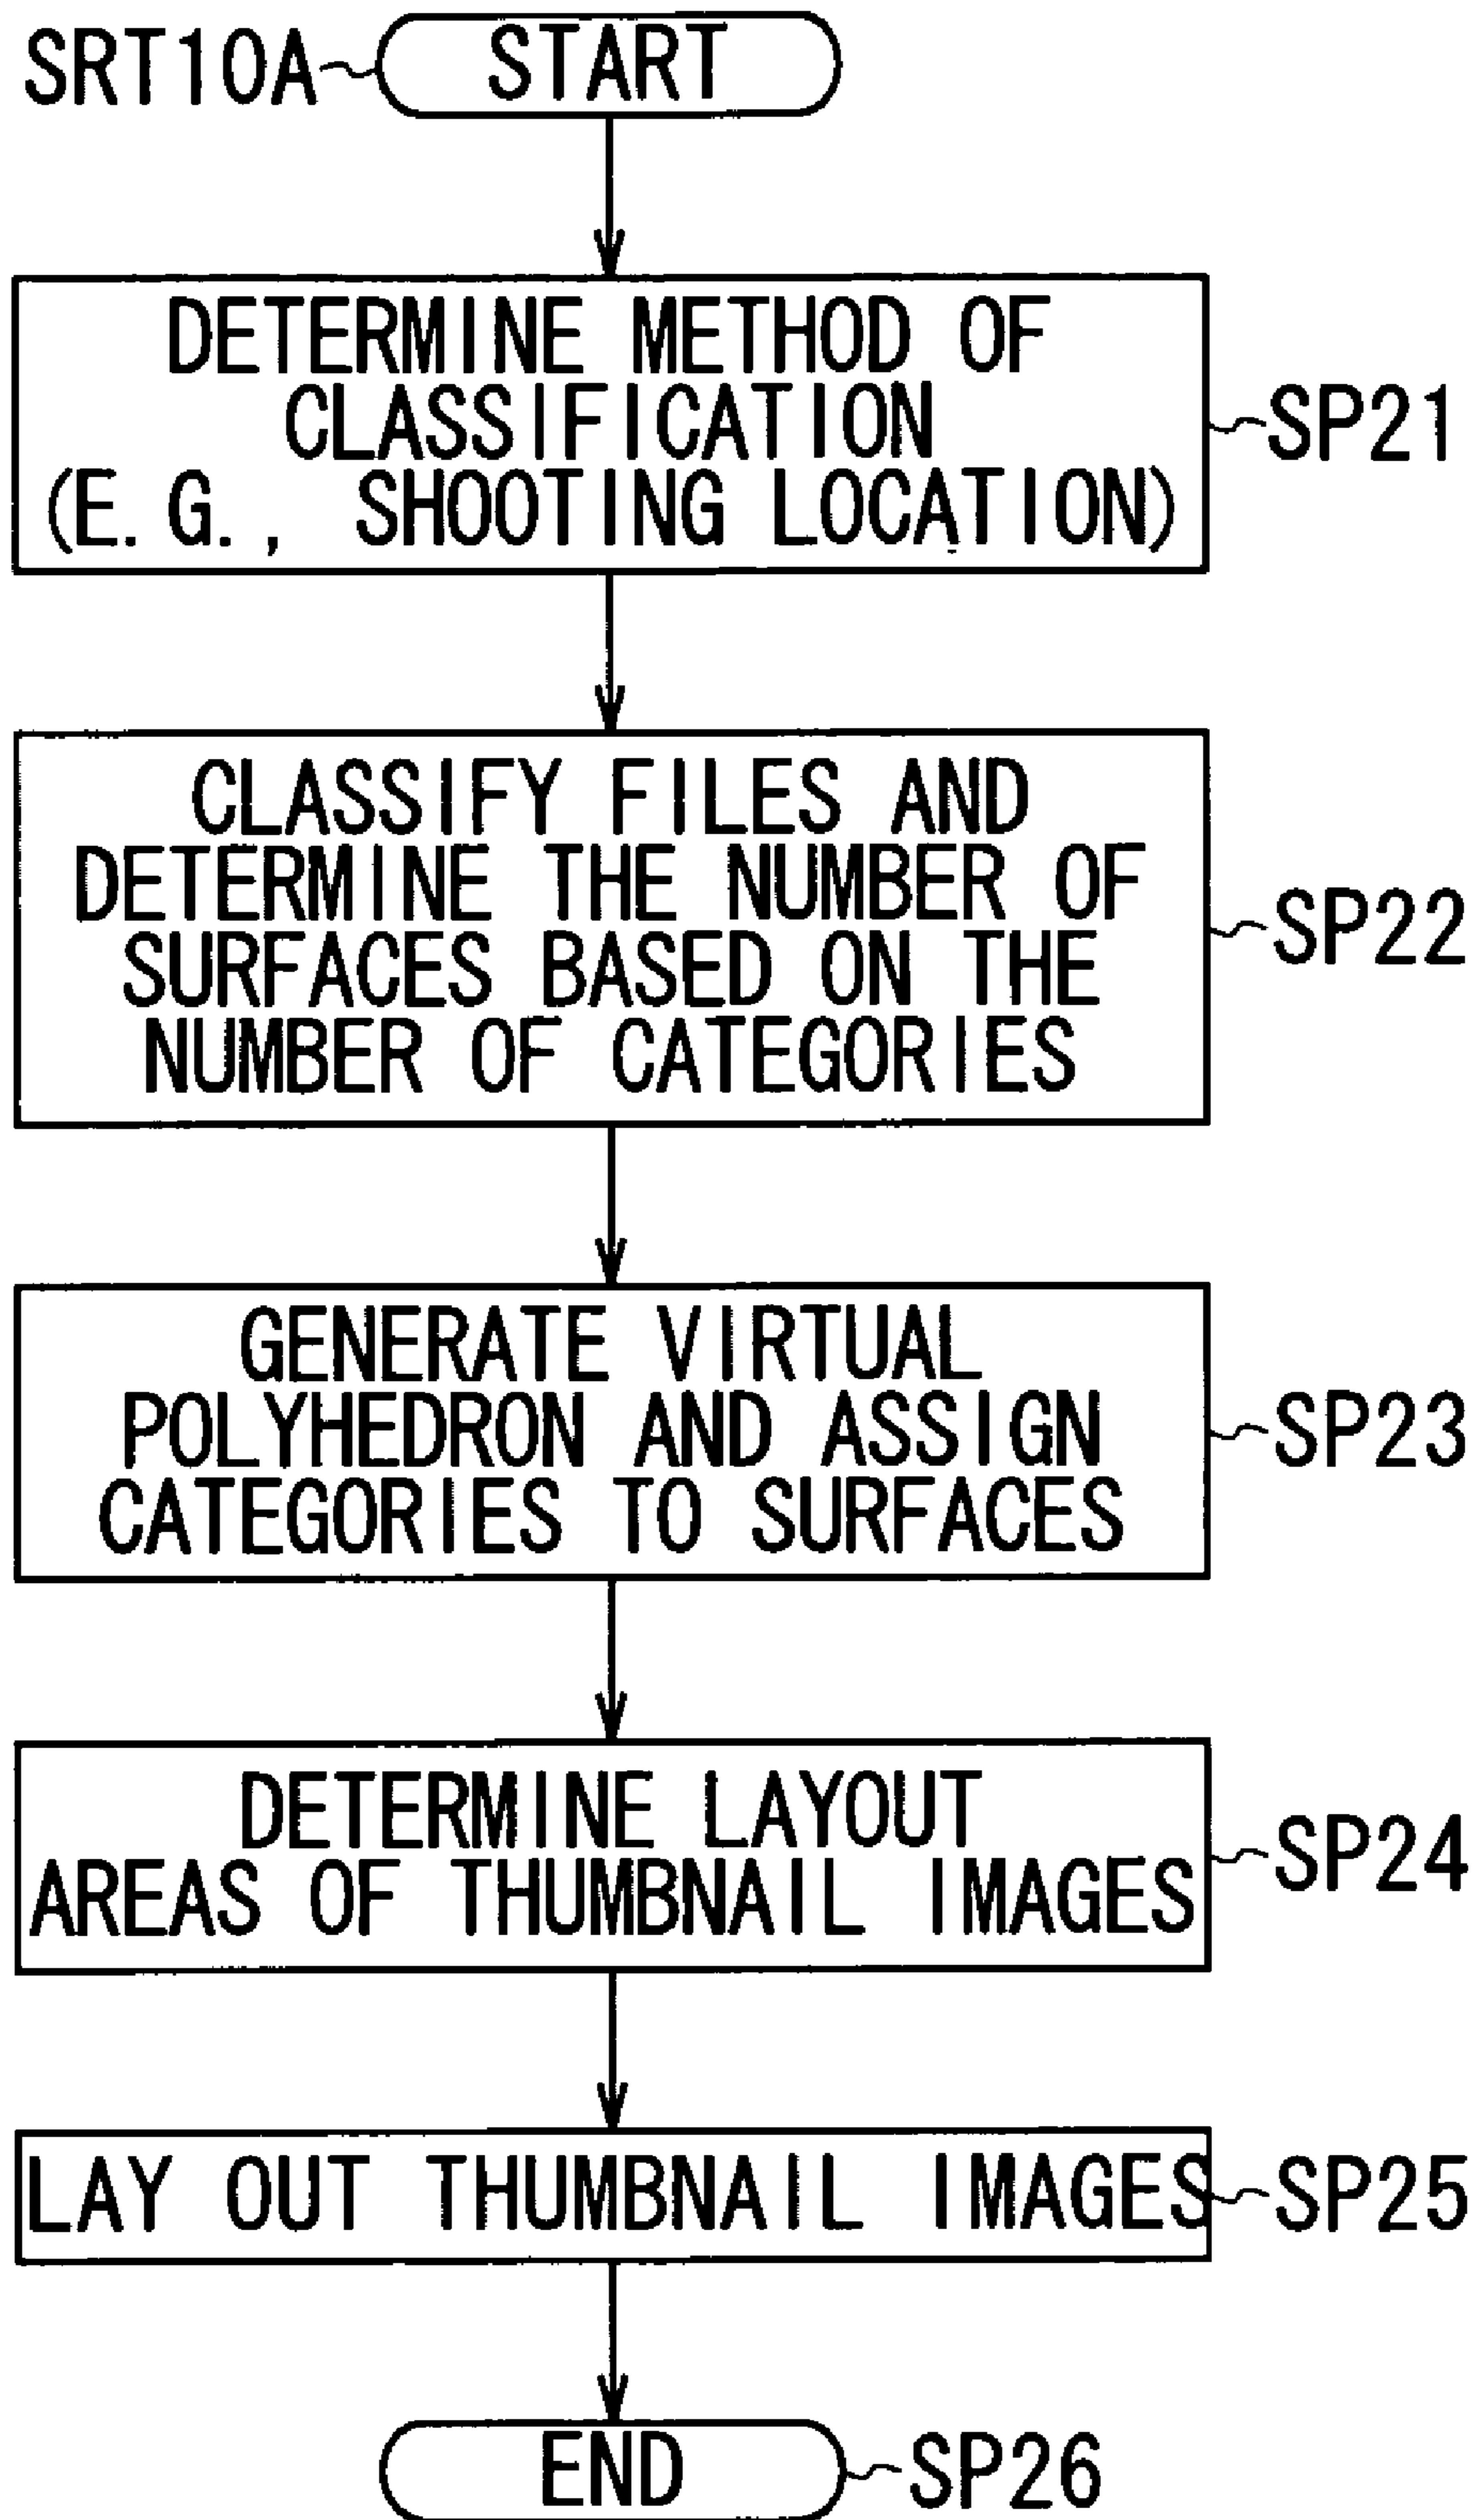 SRT10A START
DETERMINE METHOD OF
CLASSIFICATION
(E. G. , SHOOTING LOCATION)
SP21
CLASSIFY FILES AND
DETERMINE THE NUMBER OF
SURFACES BASED ON THE
NUMBER OF CATEGORIES
SP22
GENERATE VIRTUAL
POLYHEDRON AND ASSIGN
CATEGORIES TO SURFACES
SP23
DETERMINE LAYOUT
AREAS OF THUMBNAIL IMAGES
SP24
LAY OUT THUMBNAIL IMAGES
SP25
END
SP26